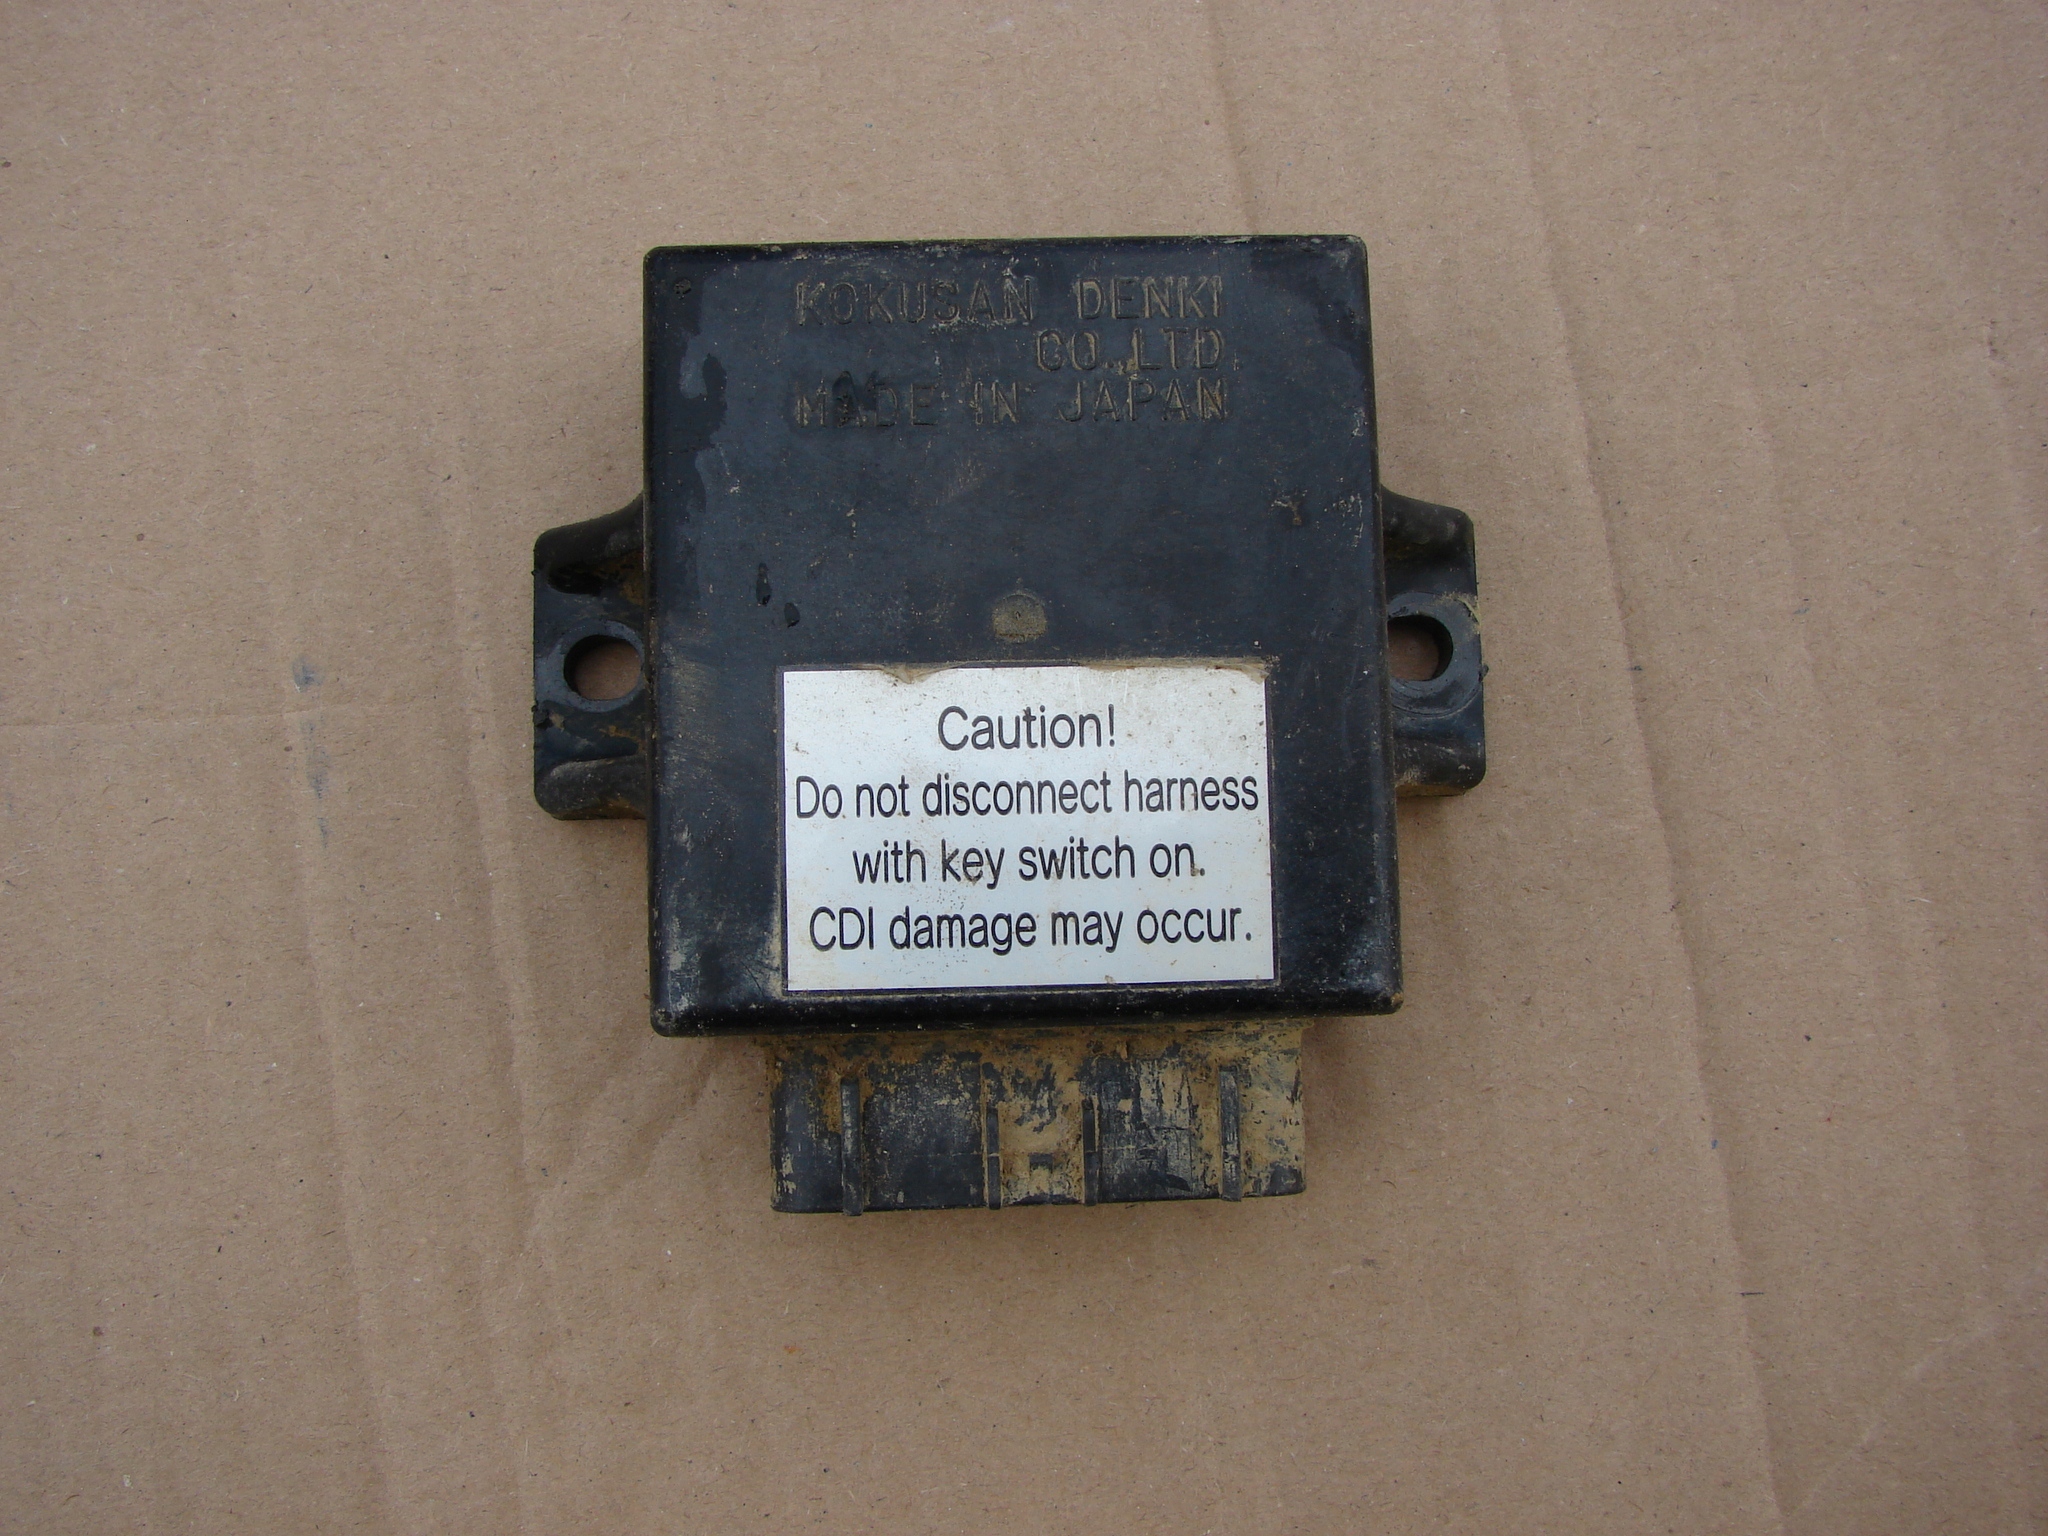 KOKUSAN DENKI
CO.,LTD.
MADE IN JAPAN
Caution!
Do not disconnect harness
with key switch on.
CDI damage may occur.